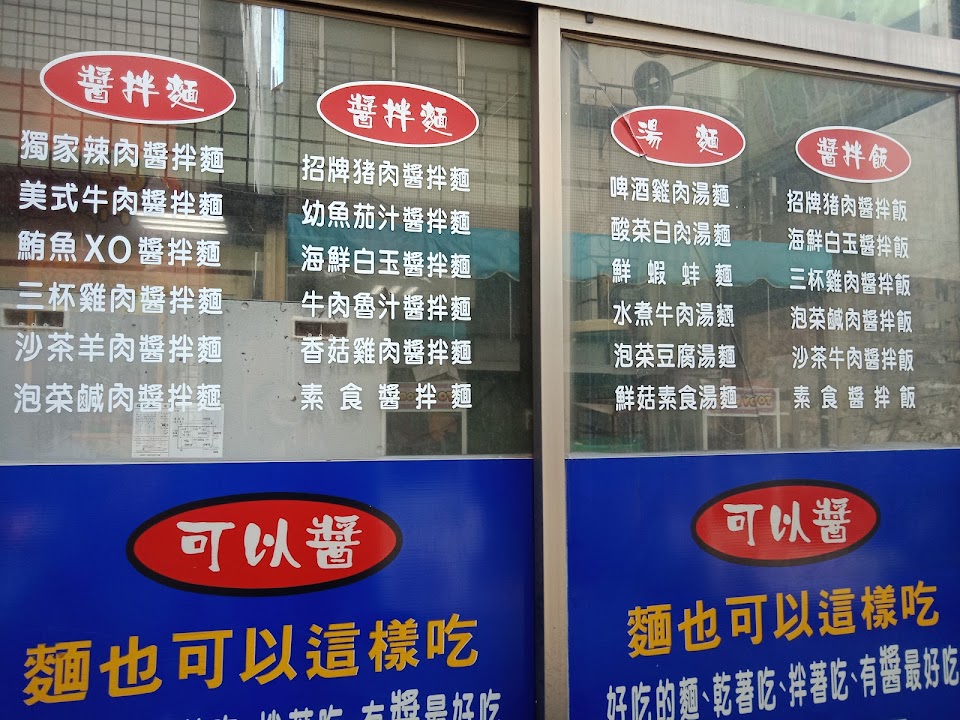 醬拌麵
獨家辣肉醬拌麵
美式牛肉醬拌麵
鮪魚XO醬拌麵
三杯雞肉醬拌麵
沙茶羊肉醬拌麵
泡菜鹹肉醬拌麵
醬拌麵
招牌猪肉醬拌麵
幼魚茄汁醬拌麵
海鮮白玉醬拌麵
牛肉魯汁醬拌麵
香菇雞肉醬拌麵
素食醬拌麵
湯麵
啤酒雞肉湯麵
酸菜白肉湯麵
鮮蝦蚌麵
水煮牛肉湯麵
泡菜豆腐湯麵
鮮菇素食湯麵
醬拌飯
招牌猪肉醬拌飯
海鮮白玉醬拌飯
三杯雞肉醬拌飯
泡菜鹹肉醬拌飯
沙茶牛肉醬拌飯
素食醬拌飯
可以醬
麵也可以這樣吃
拌著吃、有醬最好吃
可以醬
麵也可以這樣吃
好吃的麵、乾著吃、拌著吃、有醬最好吃